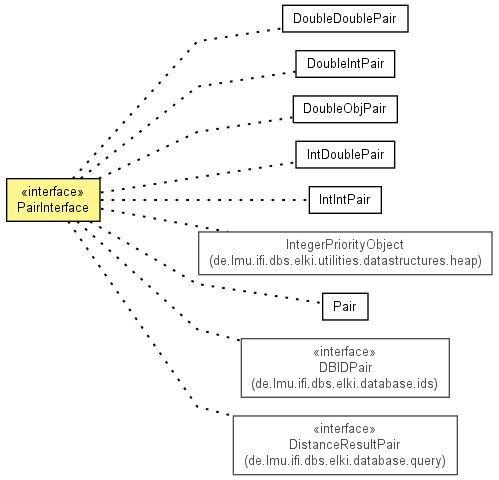 DoubleDoublePair
DoubleIntPair
DoubleObjPair
IntDoublePair
«interface»
PairInterface
IntIntPair
IntegerPriorityObject
(de.lmu.ifi.dbs.elki.utilities.datastructures.heap)
Pair
«interface»
DBIDPair
(de.lmu.ifi.dbs.elki.database.ids)
«interface»
DistanceResultPair
(de.lmu.ifi.dbs.elki.database.query)